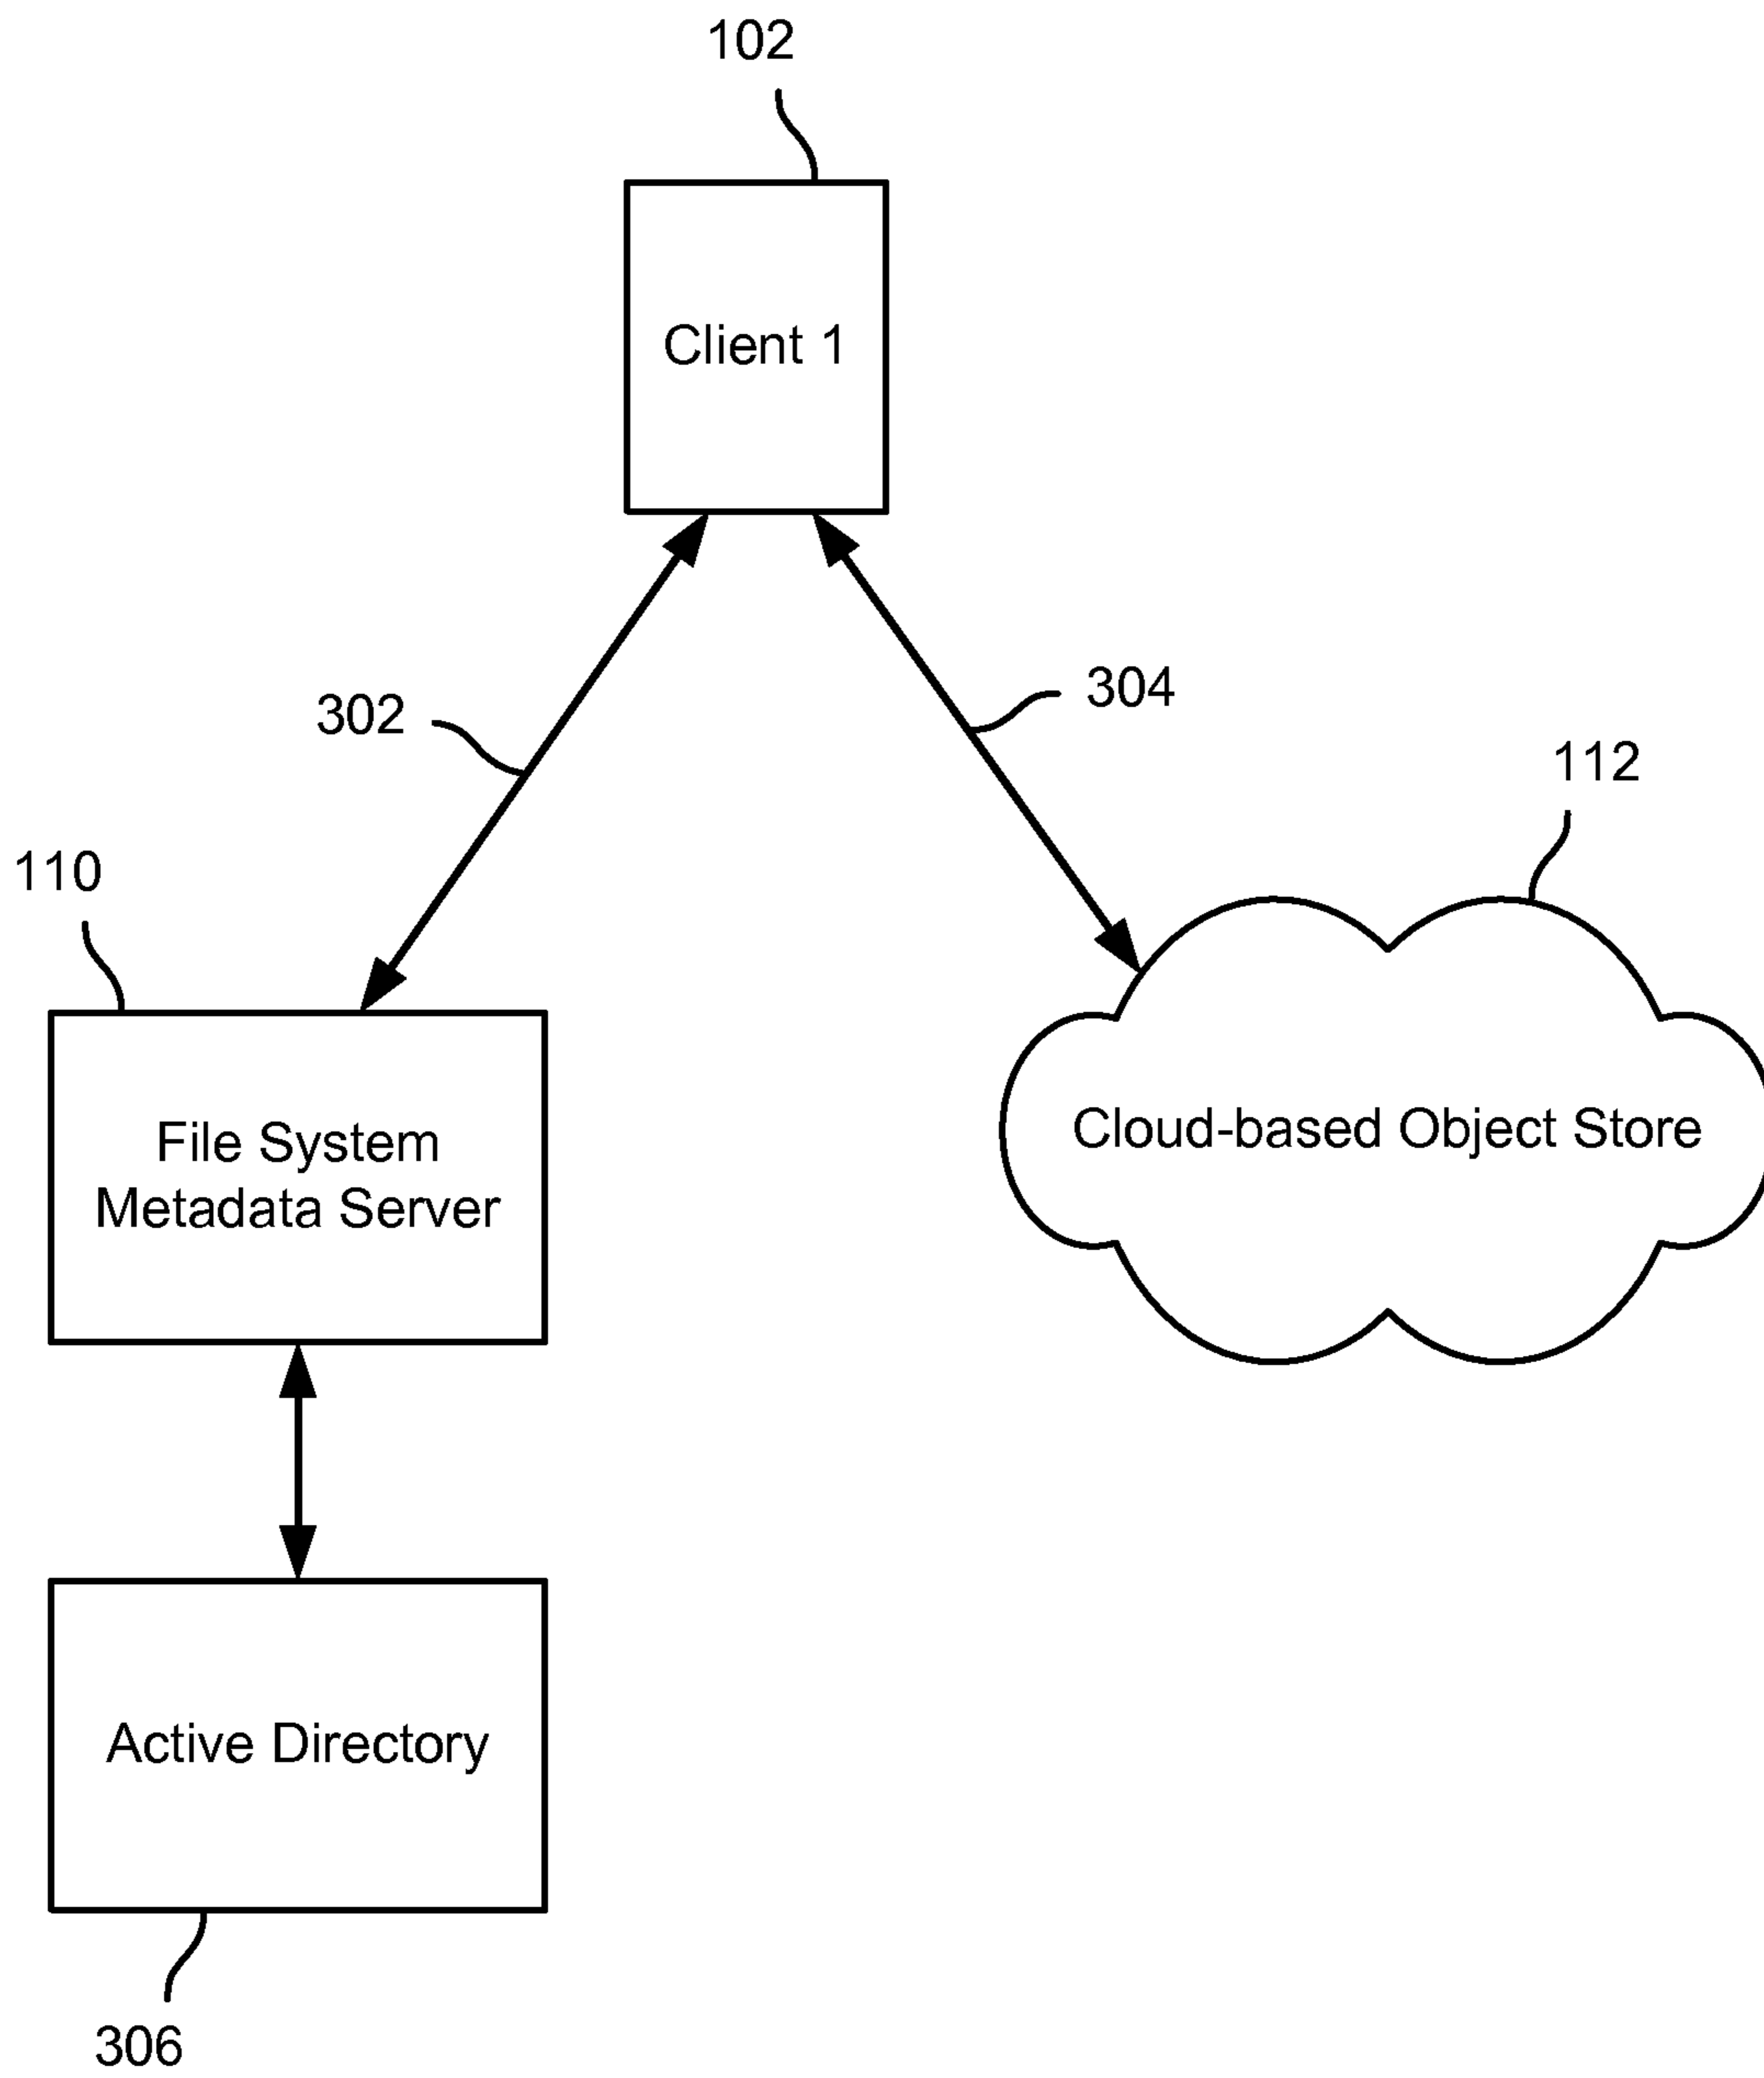 102
Client 1
302
304
112
110
File System
Metadata Server
Cloud-based Object Store
Active Directory
306